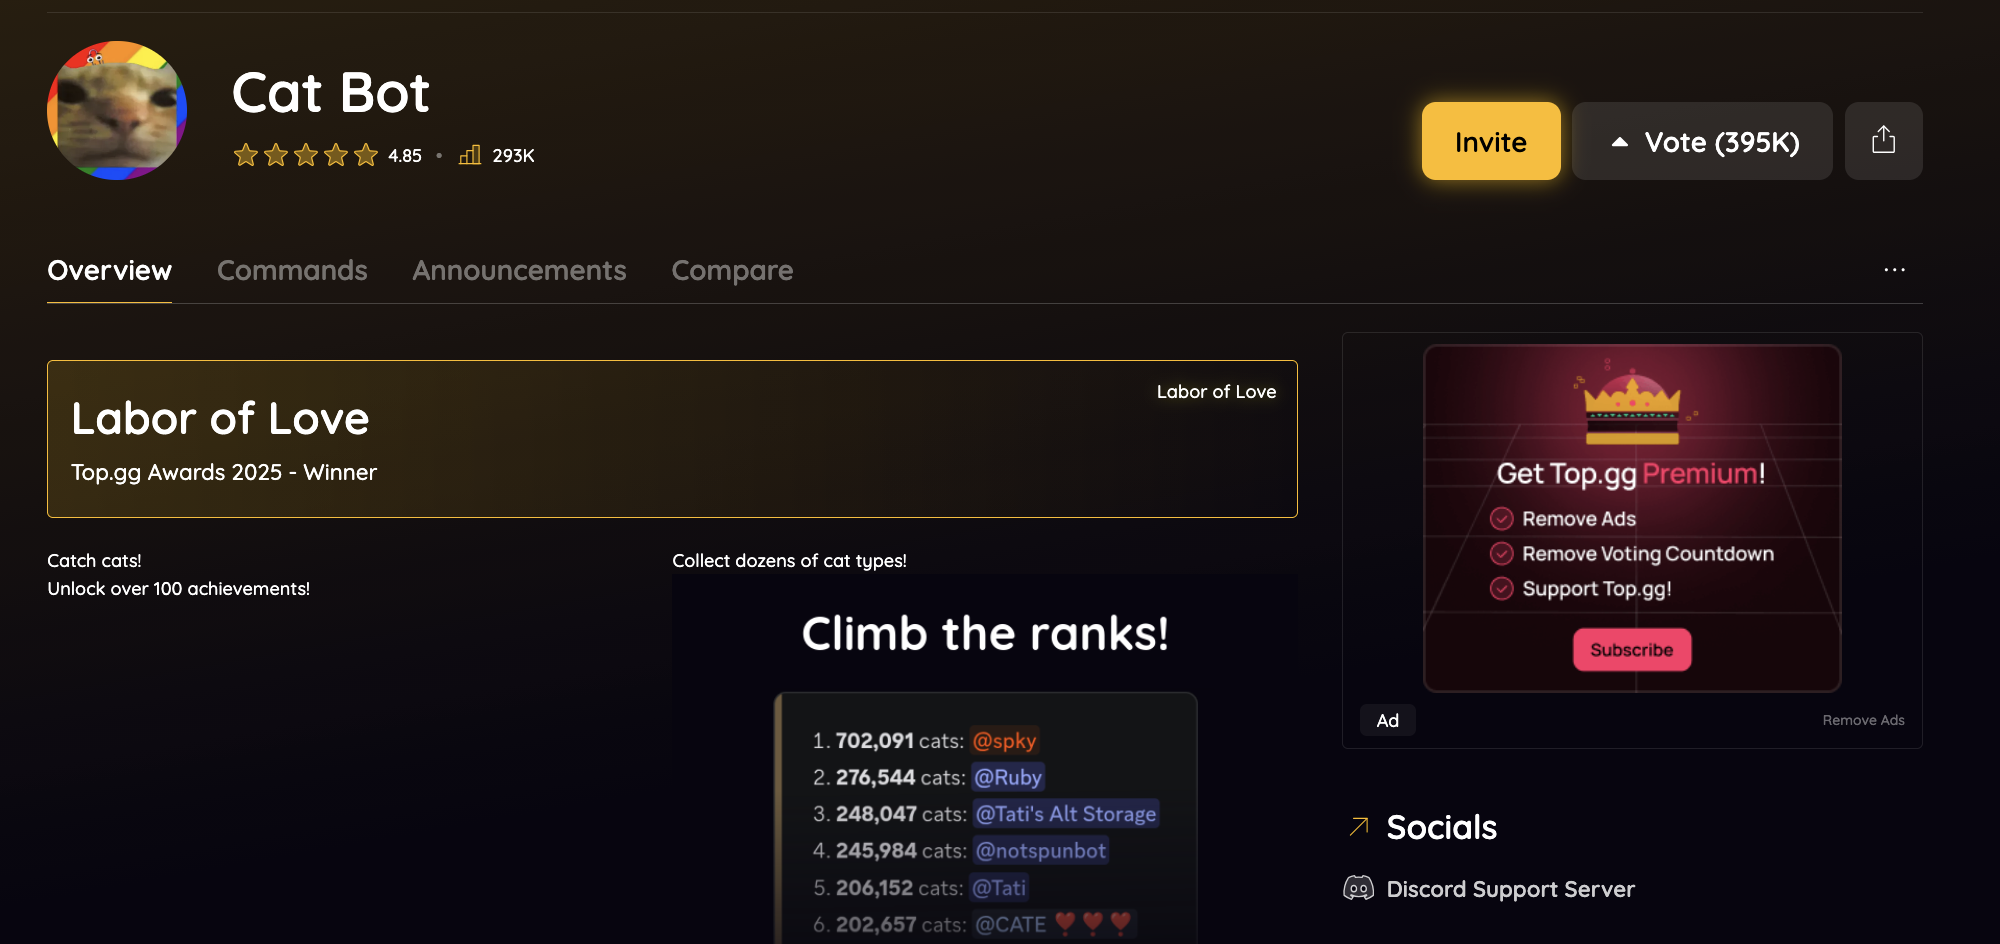 Cat Bot
4.85 • 293K
Invite
Vote (395K)
Overview
Commands
Announcements
Compare
...
Labor of Love
Labor of Love
Top.gg Awards 2025 - Winner
Catch cats!
Unlock over 100 achievements!
Collect dozens of cat types!
Climb the ranks!
1. 702,091 cats: @spky
2. 276,544 cats: @Ruby
3. 248,047 cats: @Tati's Alt Storage
4. 245,984 cats: @notspunbot
5. 206,152 cats: @Tati
6. 202,657 cats: @CATE ❤️❤️❤️
Get Top.gg Premium!
Remove Ads
Remove Voting Countdown
Support Top.gg!
Subscribe
Ad
Remove Ads
Socials
Discord Support Server